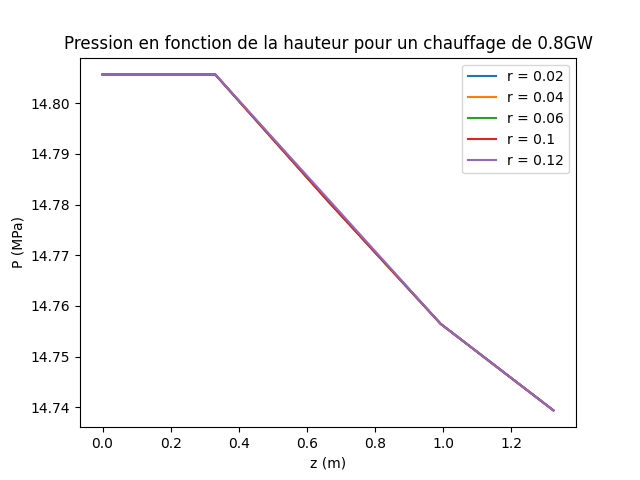 Pression en fonction de la hauteur pour un chauffage de 0.8GW
r = 0.02
r = 0.04
r = 0.06
r = 0.1
r = 0.12
14.80
14.79
14.78
14.77
14.76
14.75
14.74
P (MPa)
0.0 0.2 0.4 0.6 0.8 1.0 1.2
z (m)